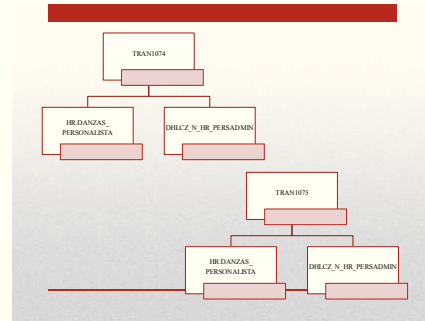 TRAN1074
HR:DANZAS_
PERSONALISTA
DHLCZ_N_HR_PERSADMIN
TRAN1075
HR:DANZAS_
PERSONALISTA
DHLCZ_N_HR_PERSADMIN